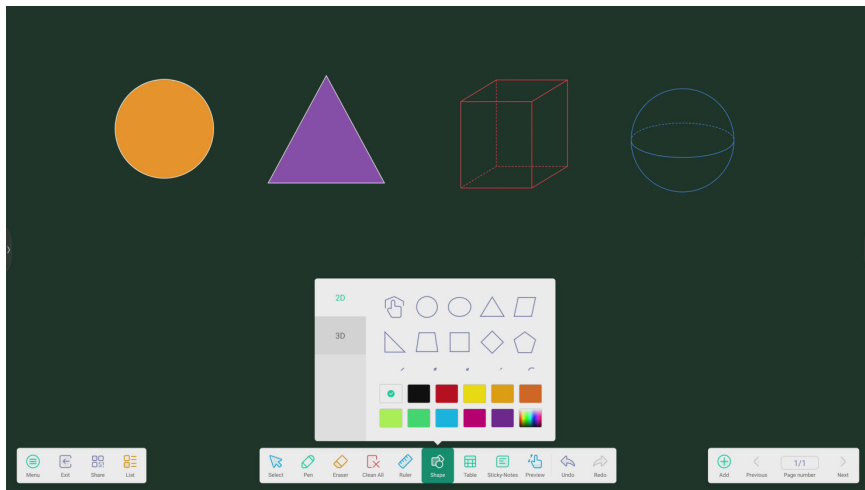 2D
3D
Menu Exit Share List
Select Pen Eraser Clean All Ruler Shape Table Sticky-Notes Preview Undo Redo
1/1
Add Previous Page number Next